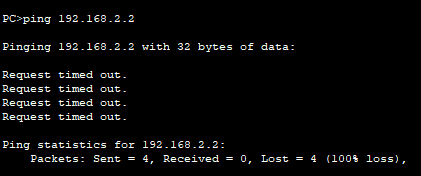 PC>ping 192.168.2.2
Pinging 192.168.2.2 with 32 bytes of data:
Request timed out.
Request timed out.
Request timed out.
Request timed out.
Ping statistics for 192.168.2.2:
Packets: Sent = 4, Received = 0, Lost = 4 (100% loss),